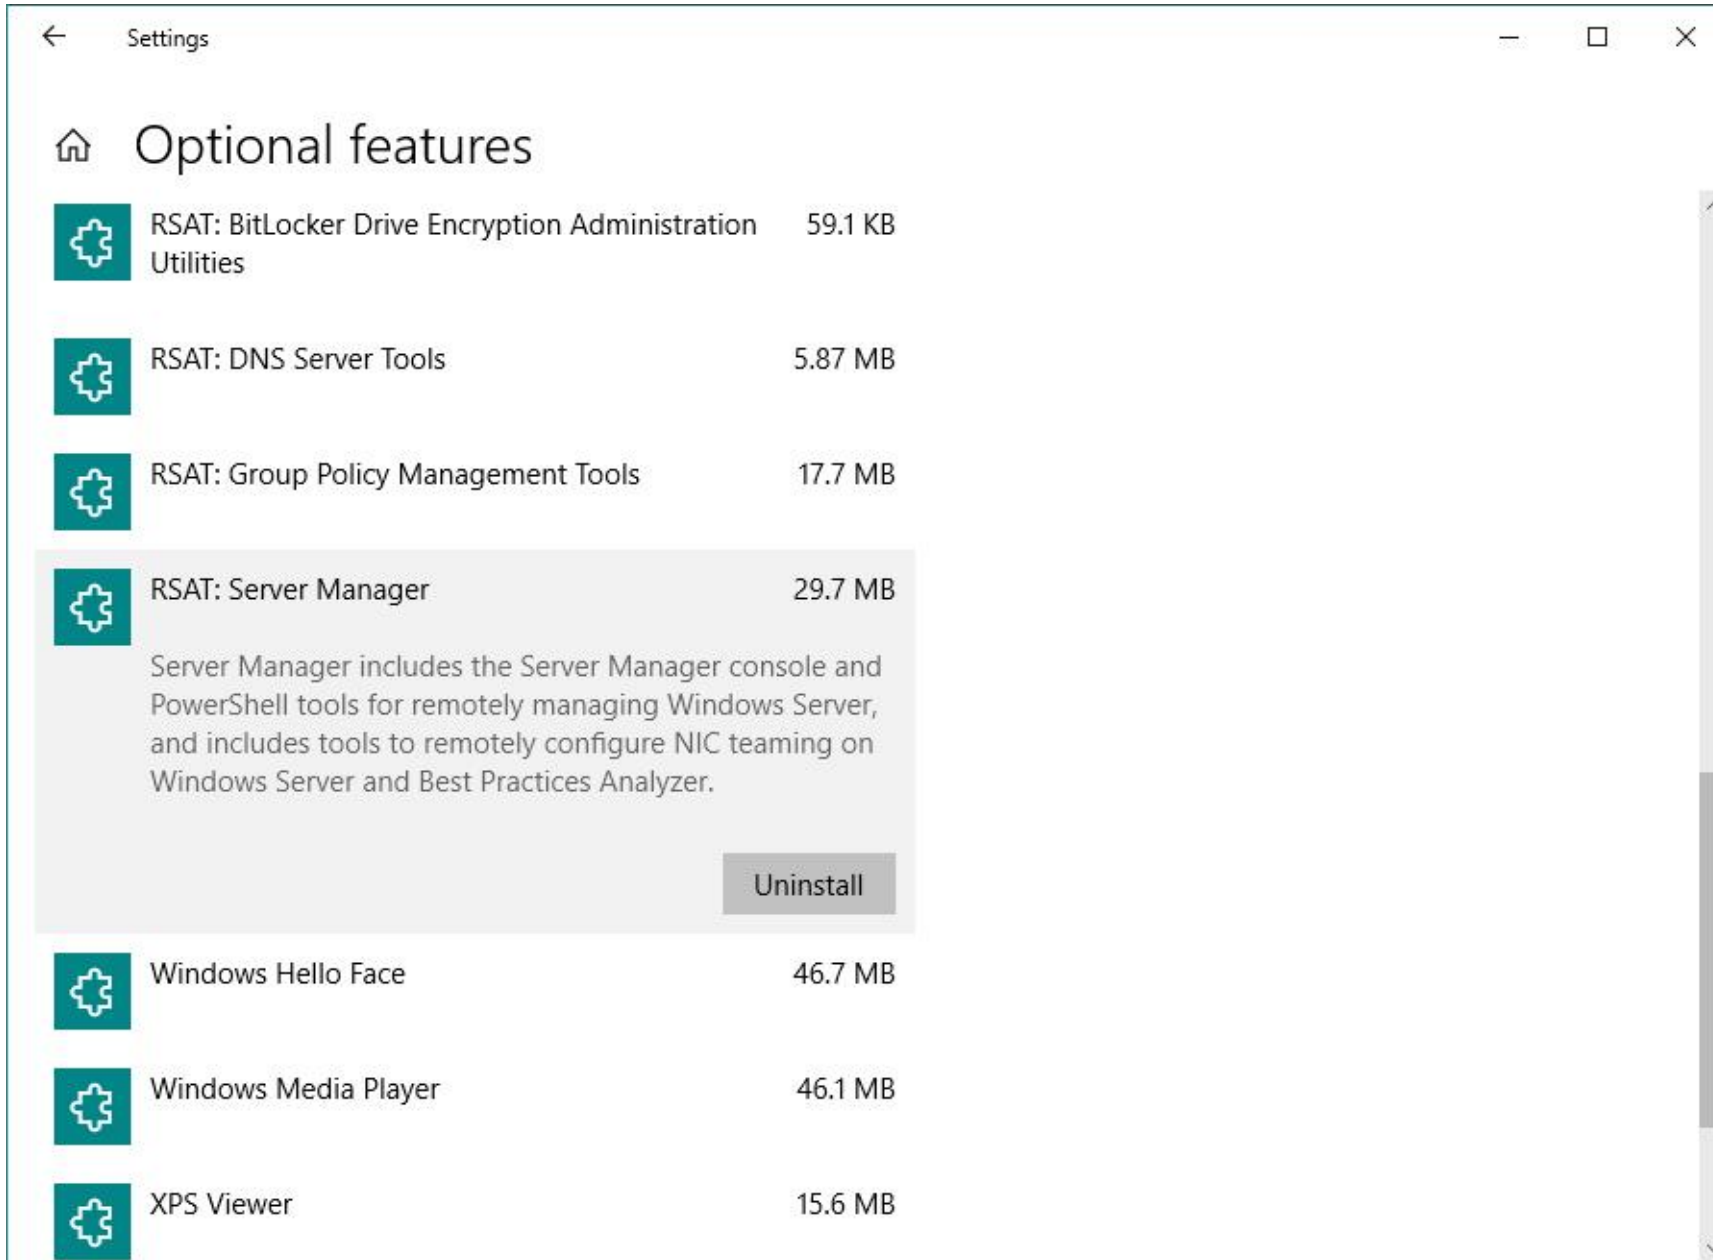 Settings
Optional features
RSAT: BitLocker Drive Encryption Administration 59.1 KB
Utilities
RSAT: DNS Server Tools 5.87 MB
RSAT: Group Policy Management Tools 17.7 MB
RSAT: Server Manager 29.7 MB
Server Manager includes the Server Manager console and
PowerShell tools for remotely managing Windows Server,
and includes tools to remotely configure NIC teaming on
Windows Server and Best Practices Analyzer.
Uninstall
Windows Hello Face 46.7 MB
Windows Media Player 46.1 MB
XPS Viewer 15.6 MB